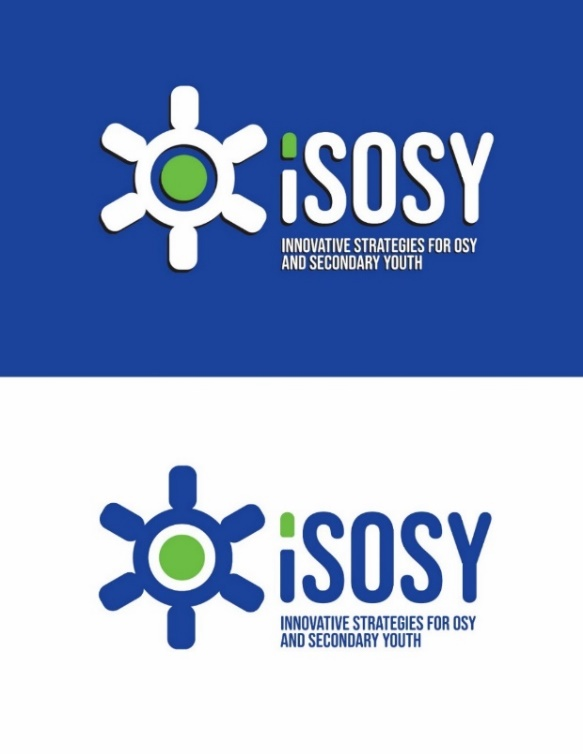 iSOSY
INNOVATIVE STRATEGIES FOR OSY
AND SECONDARY YOUTH
iSOSY
INNOVATIVE STRATEGIES FOR OSY
AND SECONDARY YOUTH